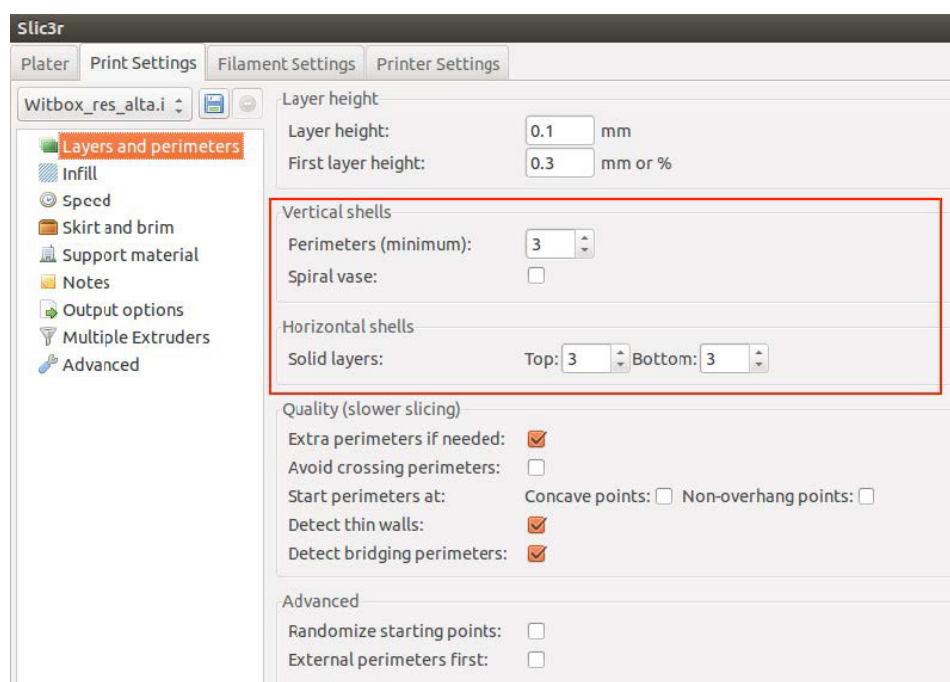 Slic3r
Plater Print Settings Filament Settings Printer Settings
Witbox_res_alta.i
Layers and perimeters
Infill
Speed
Skirt and brim
Support material
Notes
Output options
Multiple Extruders
Advanced
Layer height
Layer height: 0.1 mm
First layer height: 0.3 mm or %
Vertical shells
Perimeters (minimum): 3
Spiral vase:
Horizontal shells
Solid layers: Top: 3 Bottom: 3
Quality (slower slicing)
Extra perimeters if needed:
Avoid crossing perimeters:
Start perimeters at: Concave points: Non-overhang points:
Detect thin walls:
Detect bridging perimeters:
Advanced
Randomize starting points:
External perimeters first: